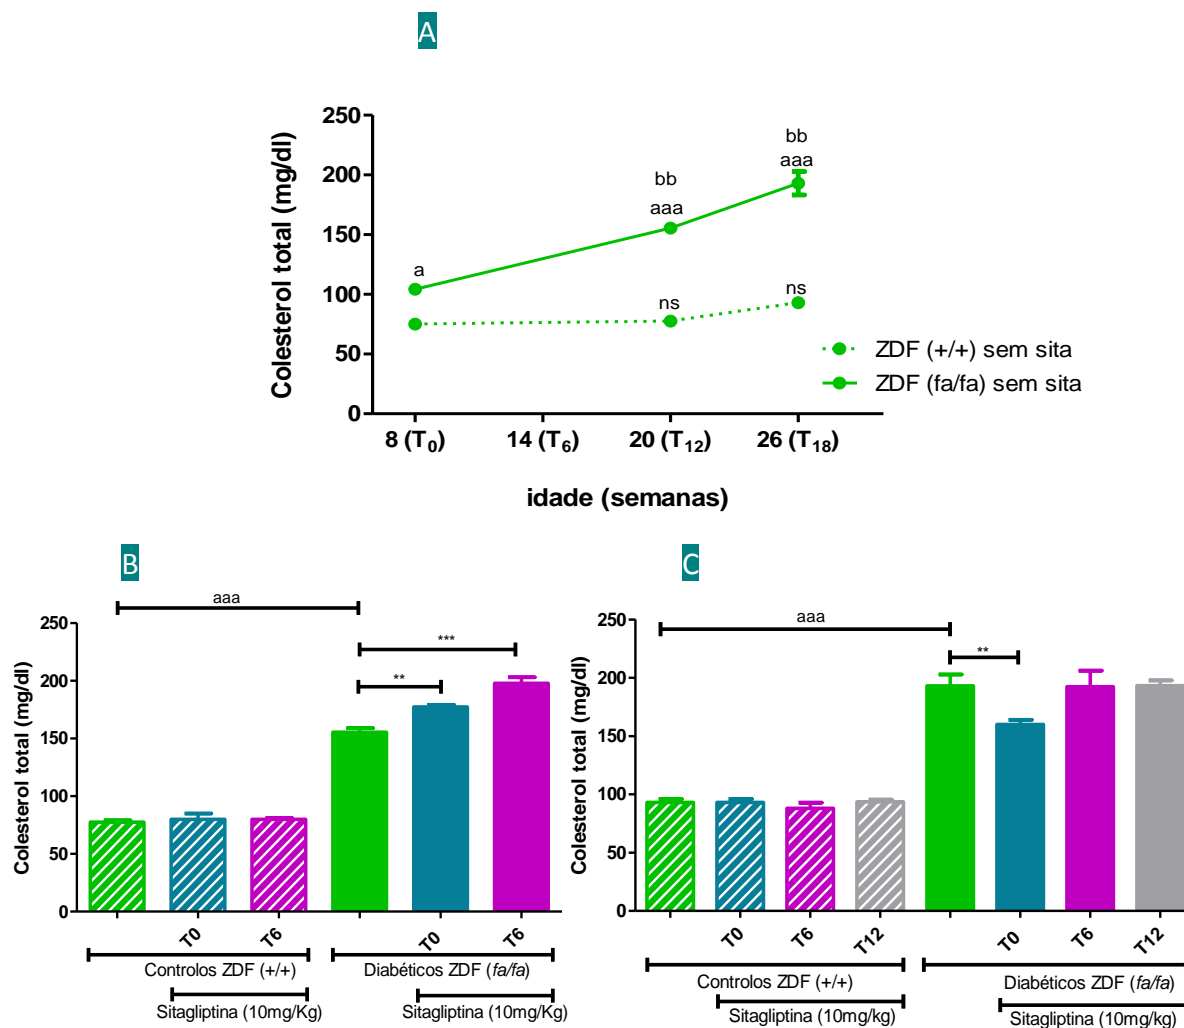 A
Colesterol total (mg/dl)
250
200
150
100
50
0
a
bb
aaa
bb
aaa
ns
ns
ZDF (+/+) sem sita
ZDF (fa/fa) sem sita
8 (T0)
14 (T6)
20 (T12)
26 (T18)
idade (semanas)
B
Colesterol total (mg/dl)
250
200
150
100
50
0
aaa
***
**
T0
T6
T0
T6
Controlos ZDF (+/+)
Diabéticos ZDF (fa/fa)
Sitagliptina (10mg/Kg)
Sitagliptina (10mg/Kg)
C
Colesterol total (mg/dl)
250
200
150
100
50
0
aaa
**
T0
T6
T12
T0
T6
T12
Controlos ZDF (+/+)
Diabéticos ZDF (fa/fa)
Sitagliptina (10mg/kg)
Sitagliptina (10mg/kg)